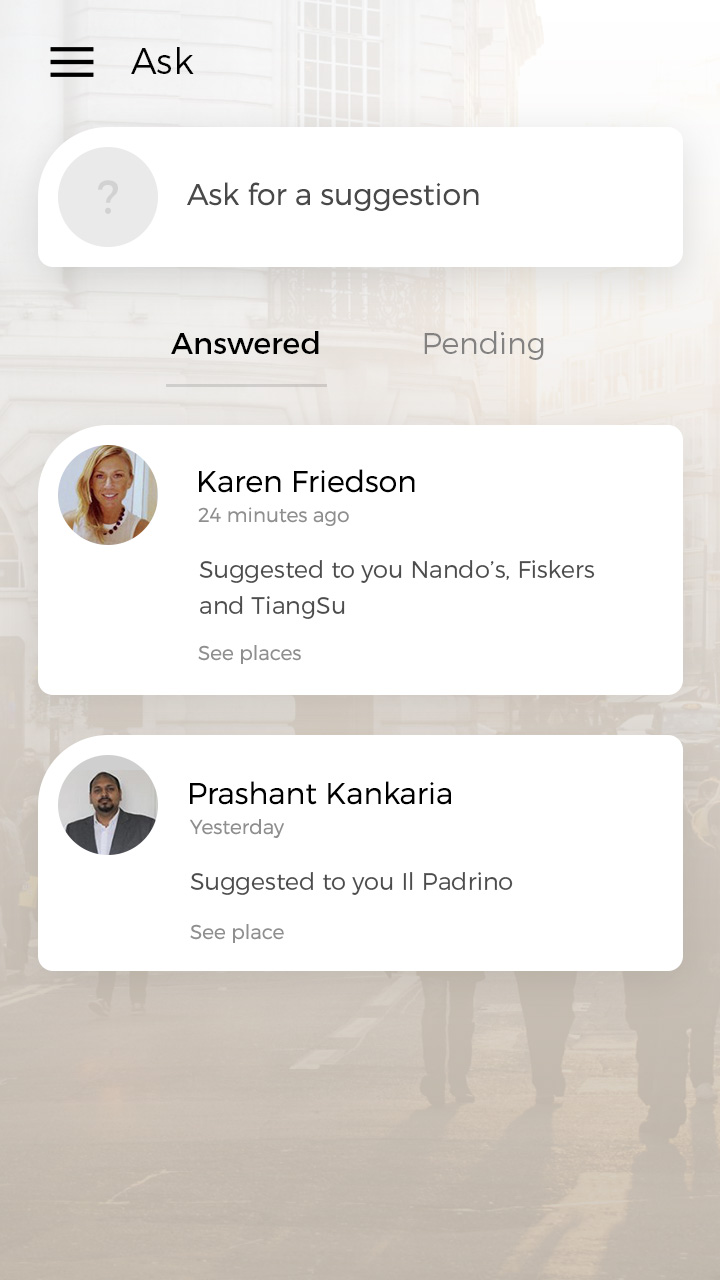 Ask
?
Ask for a suggestion
Answered
Pending
Karen Friedson
24 minutes ago
Suggested to you Nando’s, Fiskers
and TiangSu
See places
Prashant Kankaria
Yesterday
Suggested to you Il Padrino
See place